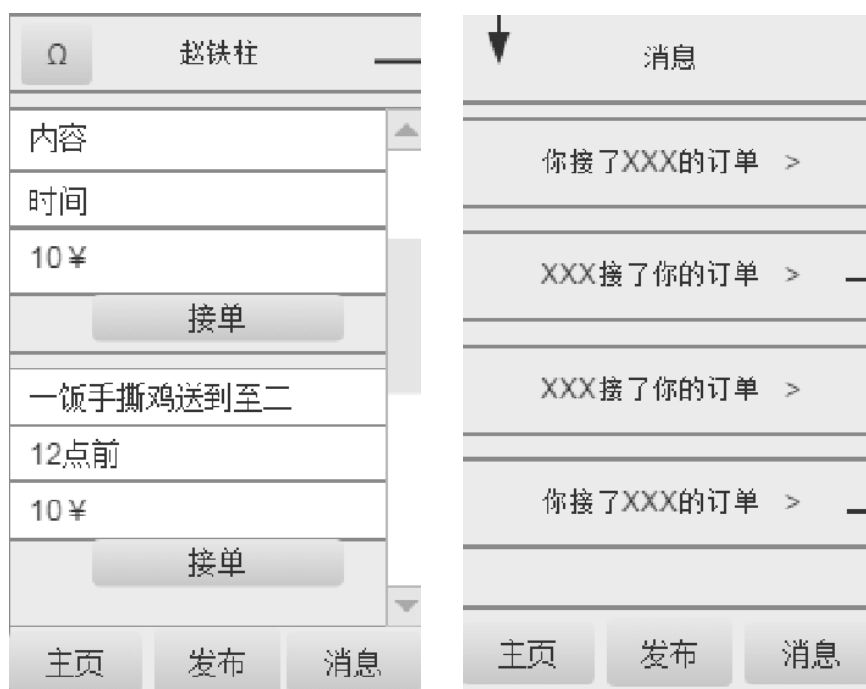 Ω 赵铁柱
内容
时间
10¥
接单
一饭手撕鸡送到至二
12点前
10¥
接单
主页 发布 消息
消息
你接了XXX的订单 >
XXX接了你的订单 >
XXX接了你的订单 >
你接了XXX的订单 >
主页 发布 消息